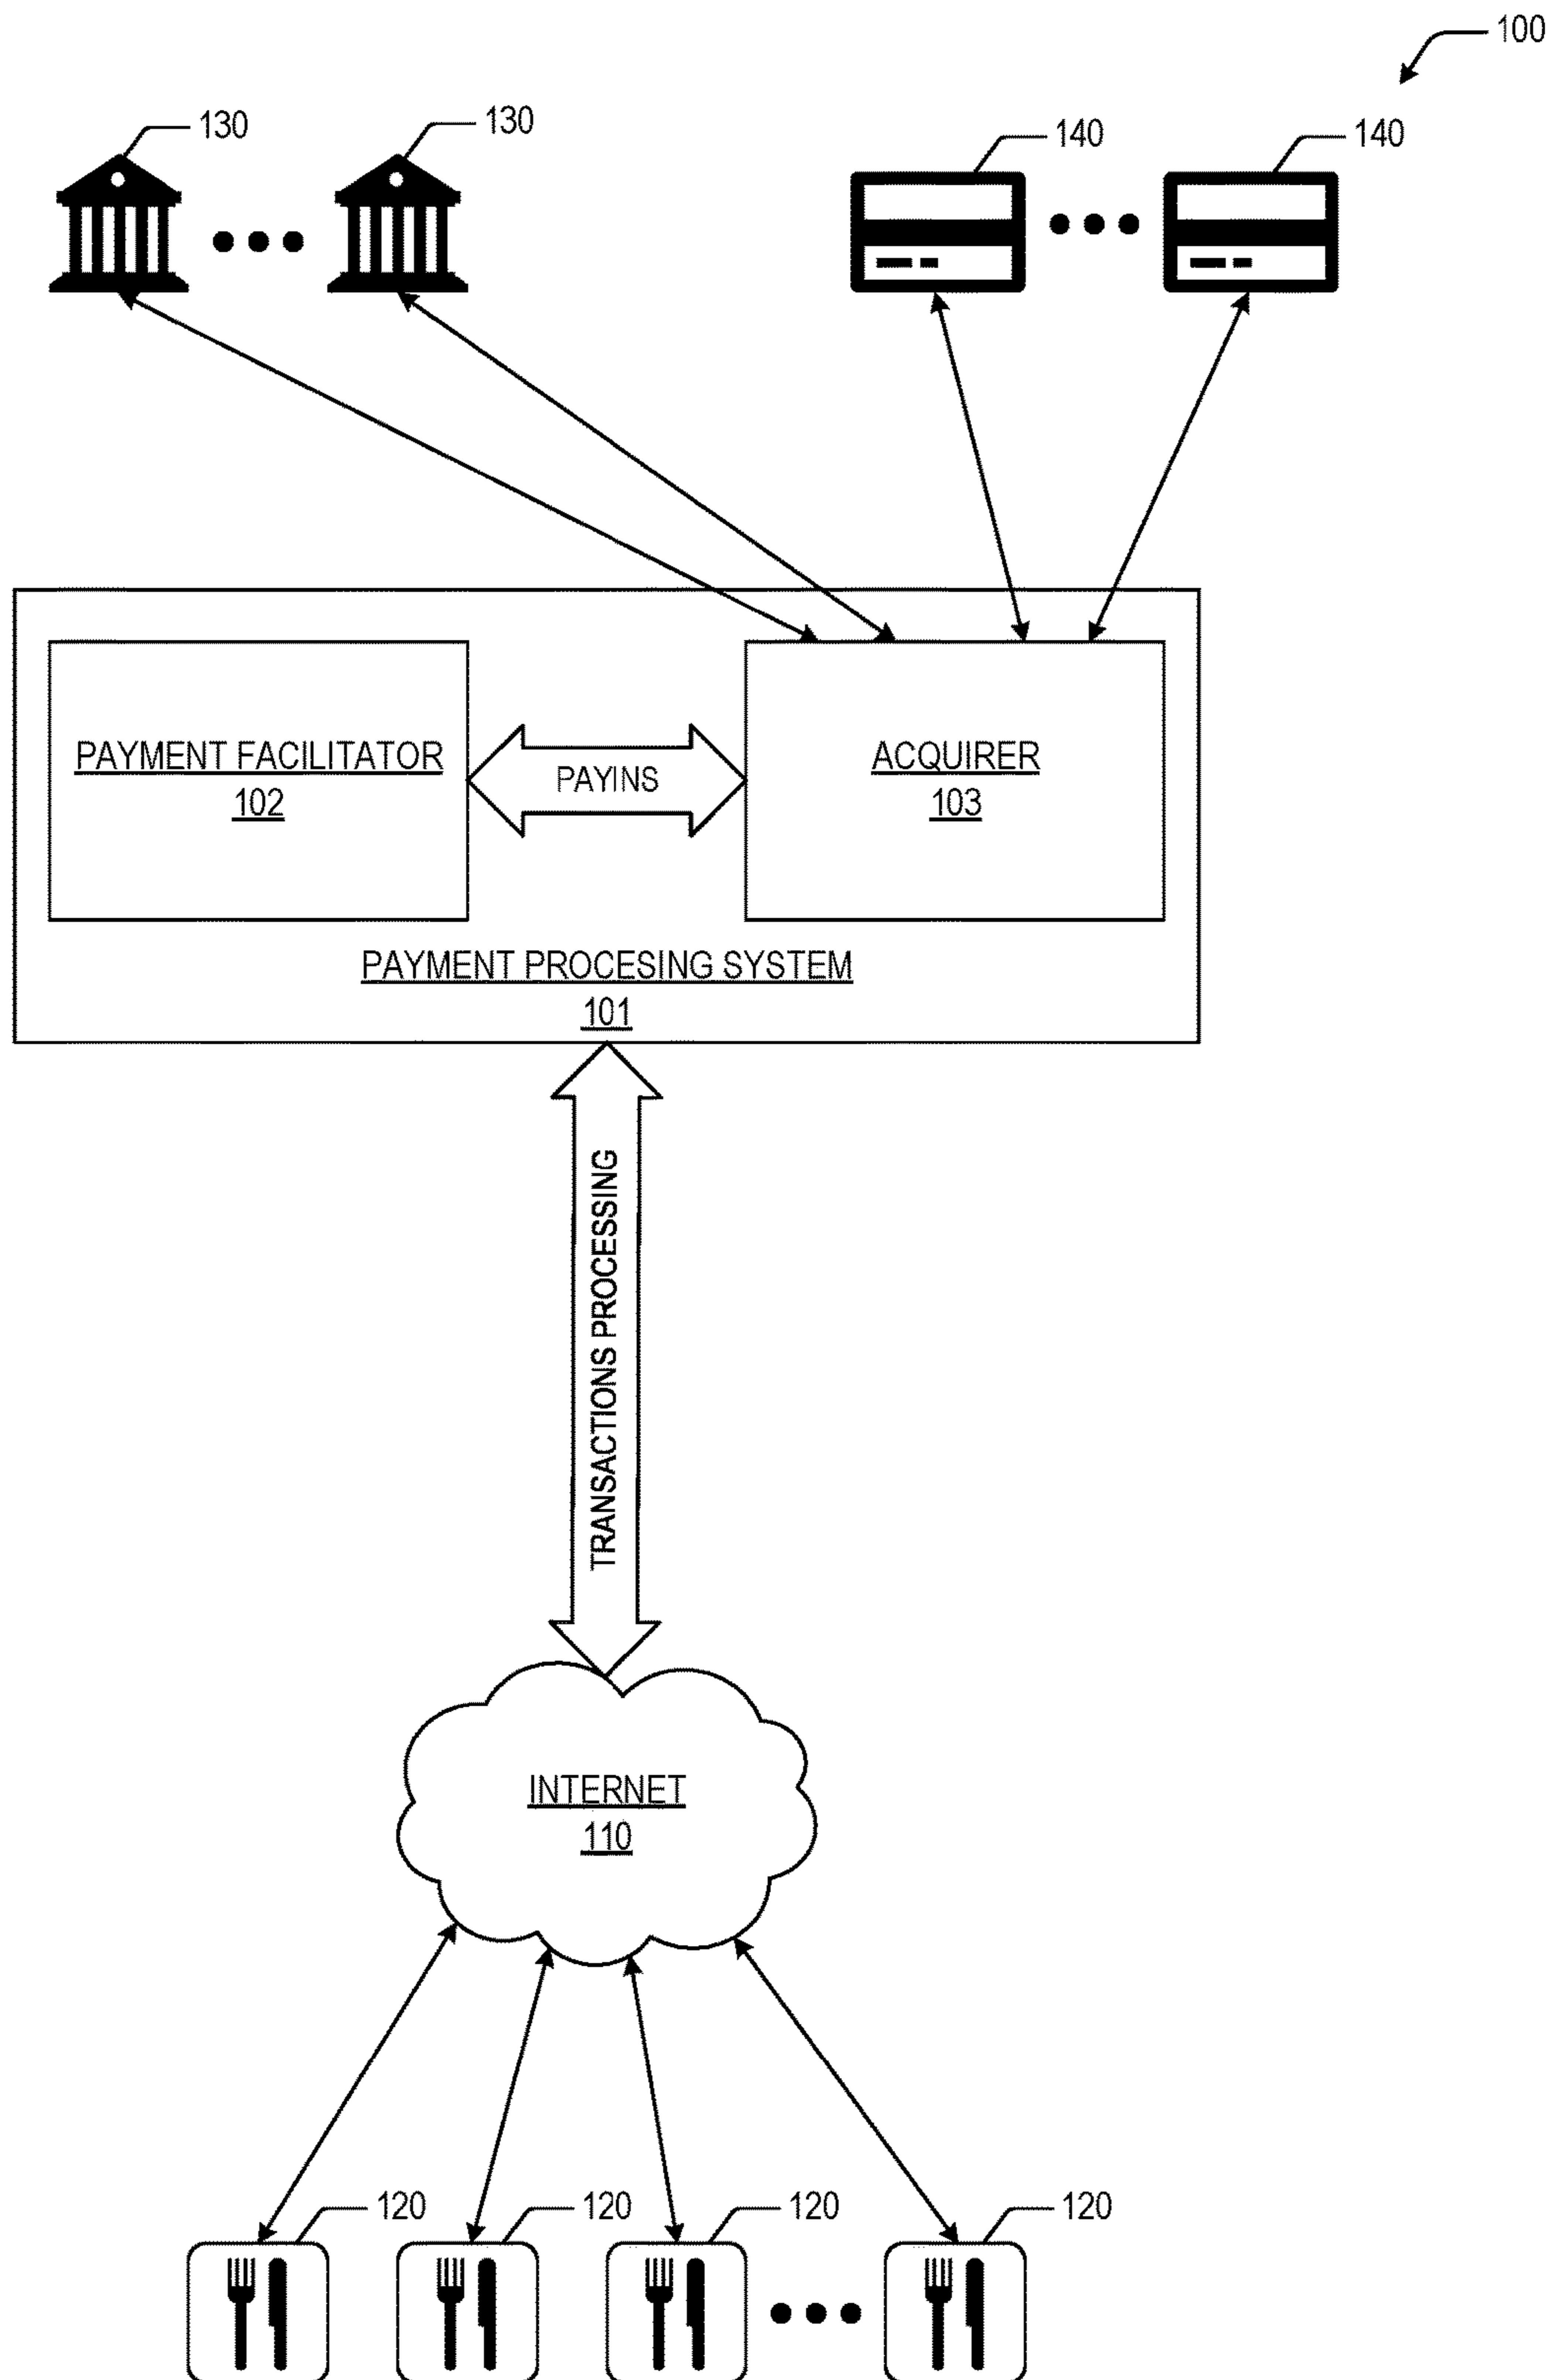 100
130
130
140
140
PAYMENT FACILITATOR
102
PAYINS
ACQUIRER
103
PAYMENT PROCESING SYSTEM
101
TRANSACTIONS PROCESSING
INTERNET
110
120
120
120
120